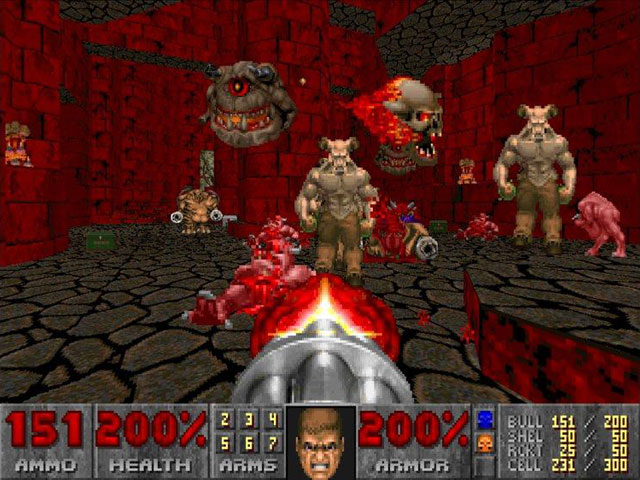 151 200% 2 3 4 200% BULL 151 / 200
5 6 7 SHEL 50 / 50
RCKT 25 / 50
AMMO HEALTH ARMS ARMOR CELL 231 / 300